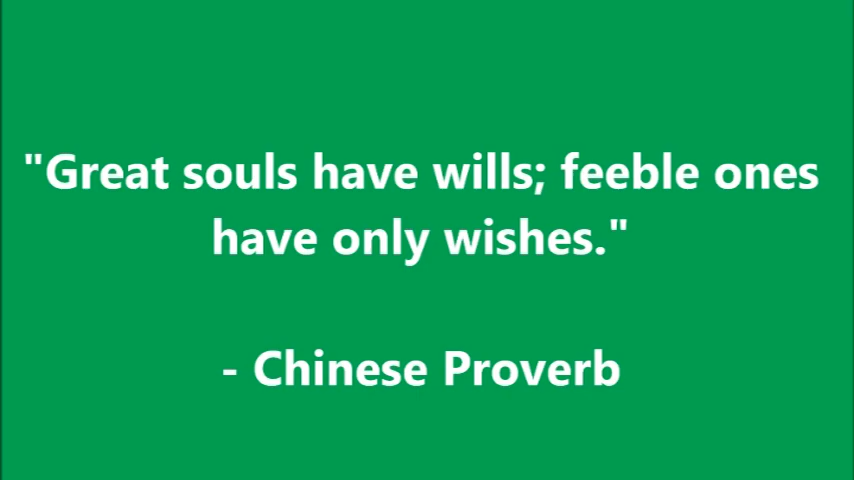 "Great souls have wills; feeble ones
have only wishes."
- Chinese Proverb